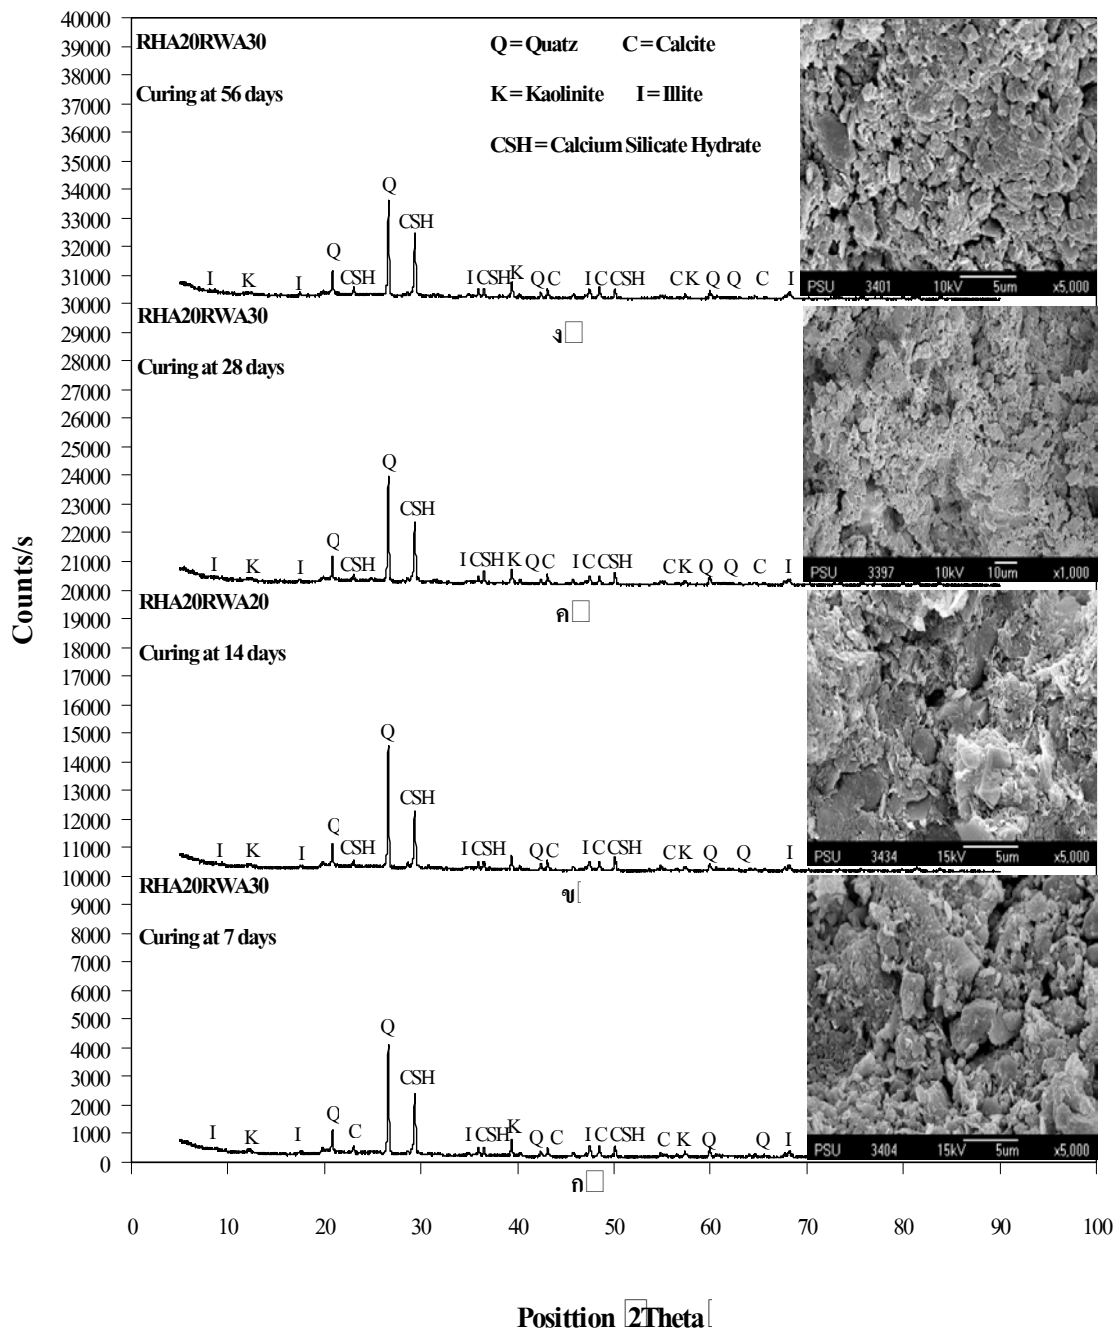 40000
39000
38000
37000
36000
35000
34000
33000
32000
31000
30000
29000
28000
27000
26000
25000
24000
23000
22000
21000
20000
19000
18000
17000
16000
15000
14000
13000
12000
11000
10000
9000
8000
7000
6000
5000
4000
3000
2000
1000
0
Counts/s
RHA20RWA30
Curing at 56 days
Q = Quatz C = Calcite
K = Kaolinite I = Illite
CSH = Calcium Silicate Hydrate
Q
CSH
Q
I K I CSH I CSH K Q C I C CSH C K Q Q C I
PSU 3401 10kV 5um x5,000
ง
RHA20RWA30
Curing at 28 days
Q
CSH
Q
I K I CSH I CSH K Q C I C CSH C K Q Q C I
PSU 3397 10kV 10um x1,000
ค
RHA20RWA20
Curing at 14 days
Q
CSH
Q
I K I CSH I CSH Q C I C CSH C K Q Q I
PSU 3434 15kV 5um x5,000
ข
RHA20RWA30
Curing at 7 days
Q
CSH
Q
I K I C I CSH K Q C I C CSH C K Q Q I
PSU 3404 15kV 5um x5,000
ก
0 10 20 30 40 50 60 70 80 90 100
Posittion 2Theta